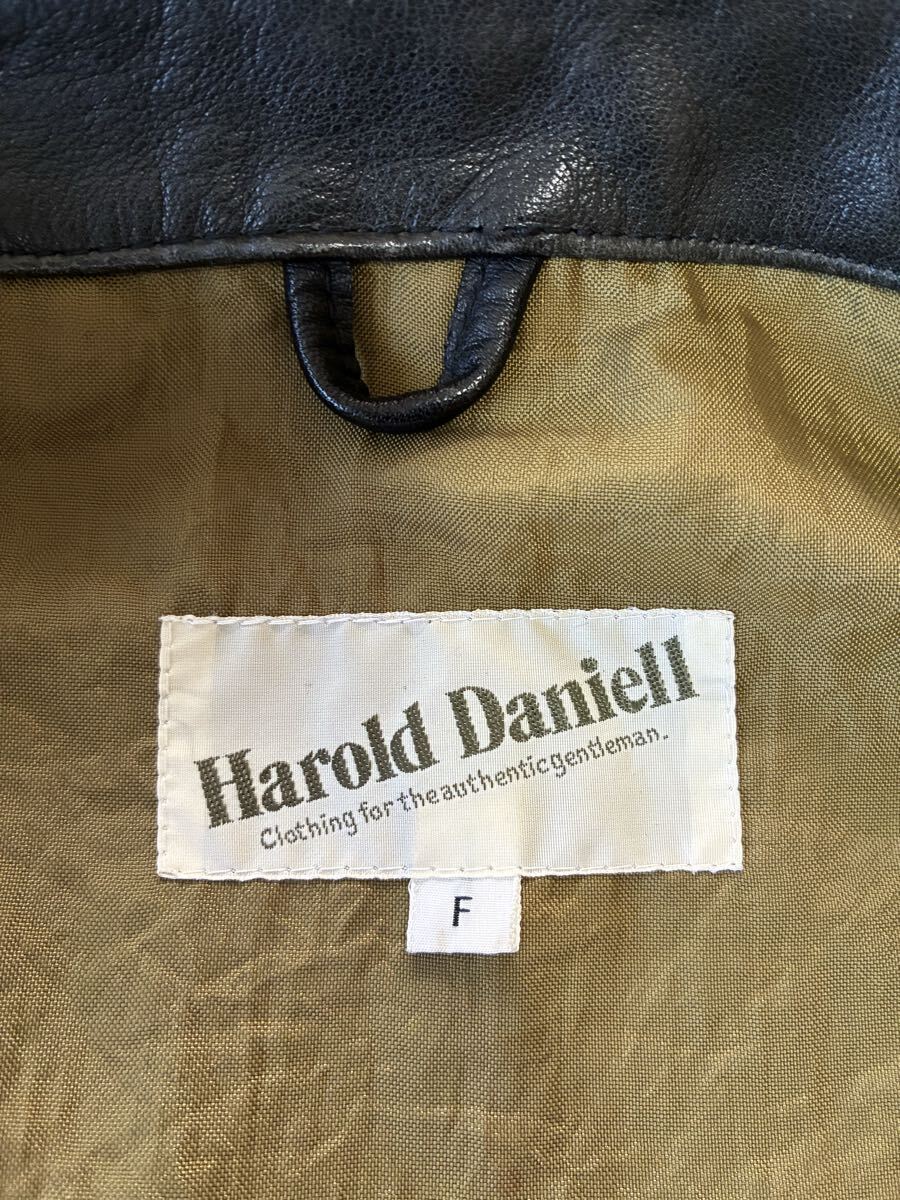 Harold Daniell
Clothing for the authentic gentleman.
F